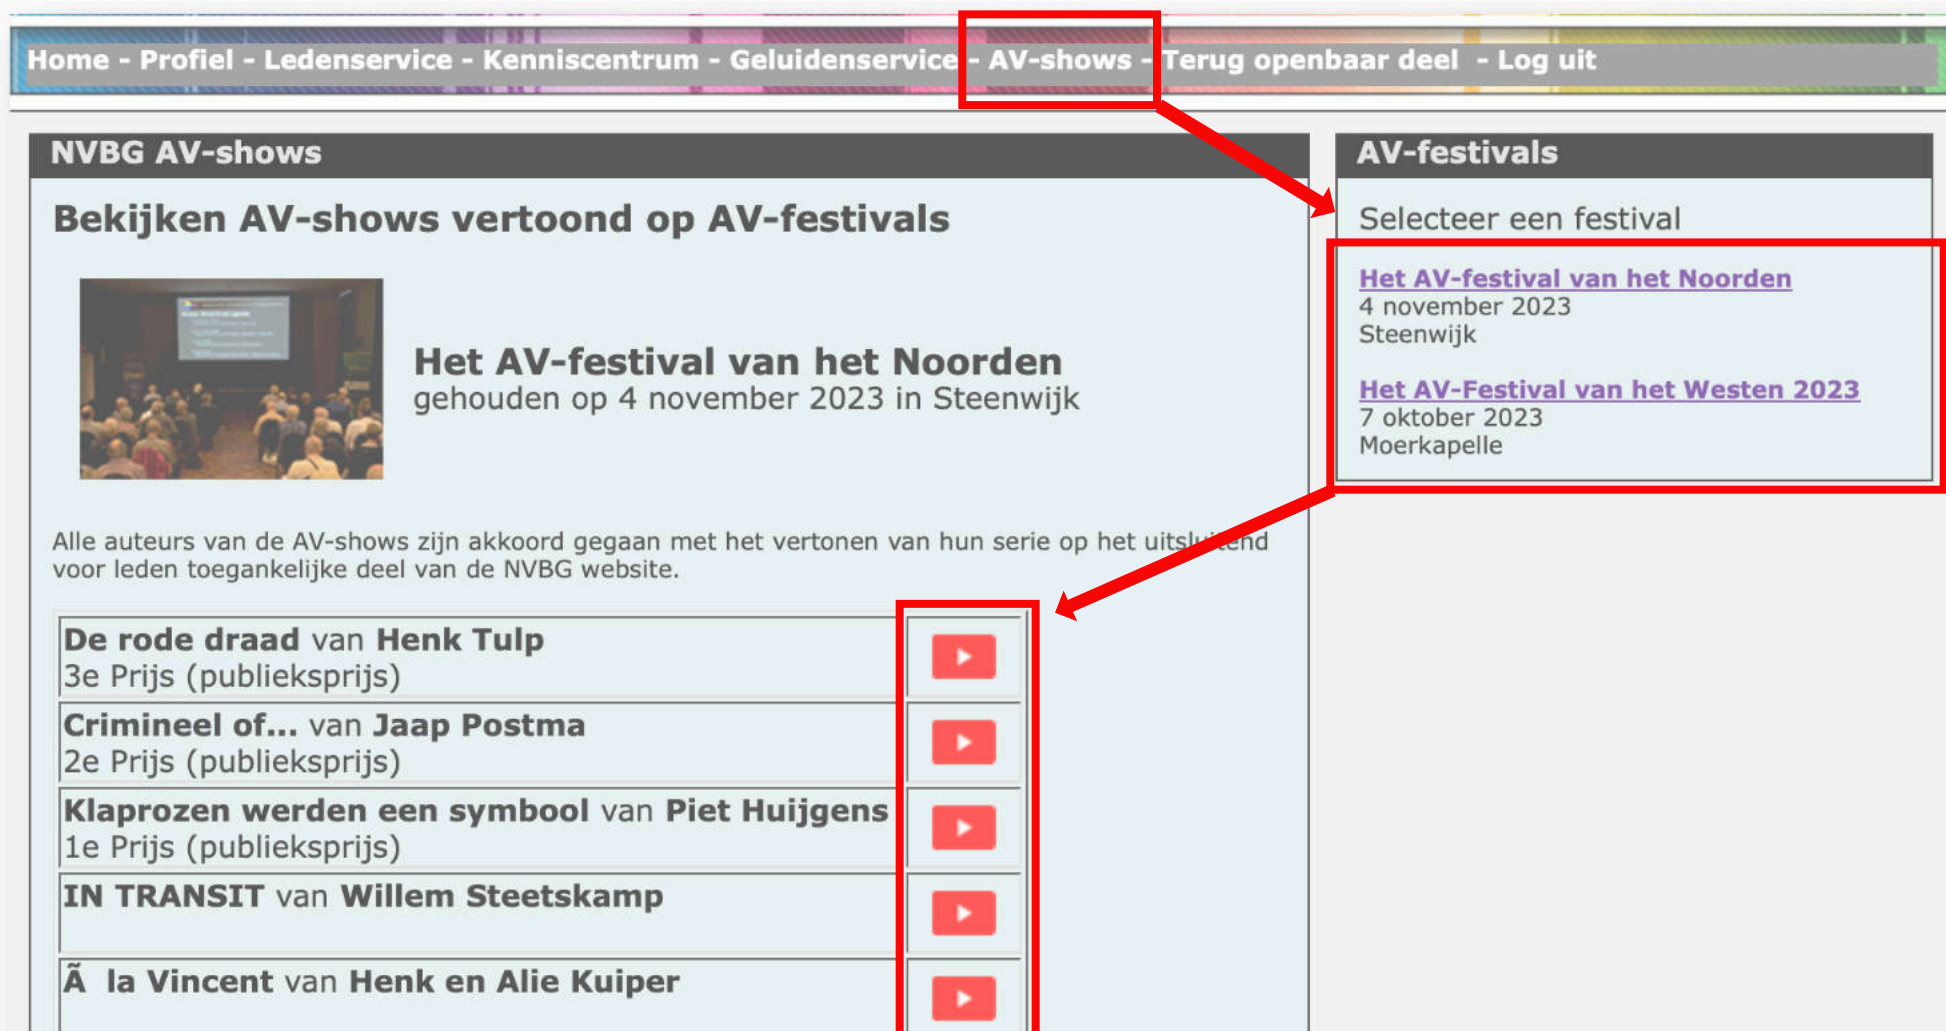 Home - Profiel - Ledenservice - Kenniscentrum - Geluidenservice - AV-shows - Terug openbaar deel - Log uit
NVBG AV-shows
Bekijken AV-shows vertoond op AV-festivals
Het AV-festival van het Noorden
gehouden op 4 november 2023 in Steenwijk
Alle auteurs van de AV-shows zijn akkoord gegaan met het vertonen van hun serie op het uitsluitend
voor leden toegankelijke deel van de NVBG website.
De rode draad van Henk Tulp
3e Prijs (publieksprijs)
Crimineel of... van Jaap Postma
2e Prijs (publieksprijs)
Klaprozen werden een symbool van Piet Huijgens
1e Prijs (publieksprijs)
IN TRANSIT van Willem Steetskamp
Ã  la Vincent van Henk en Alie Kuiper
AV-festivals
Selecteer een festival
Het AV-festival van het Noorden
4 november 2023
Steenwijk
Het AV-Festival van het Westen 2023
7 oktober 2023
Moerkapelle